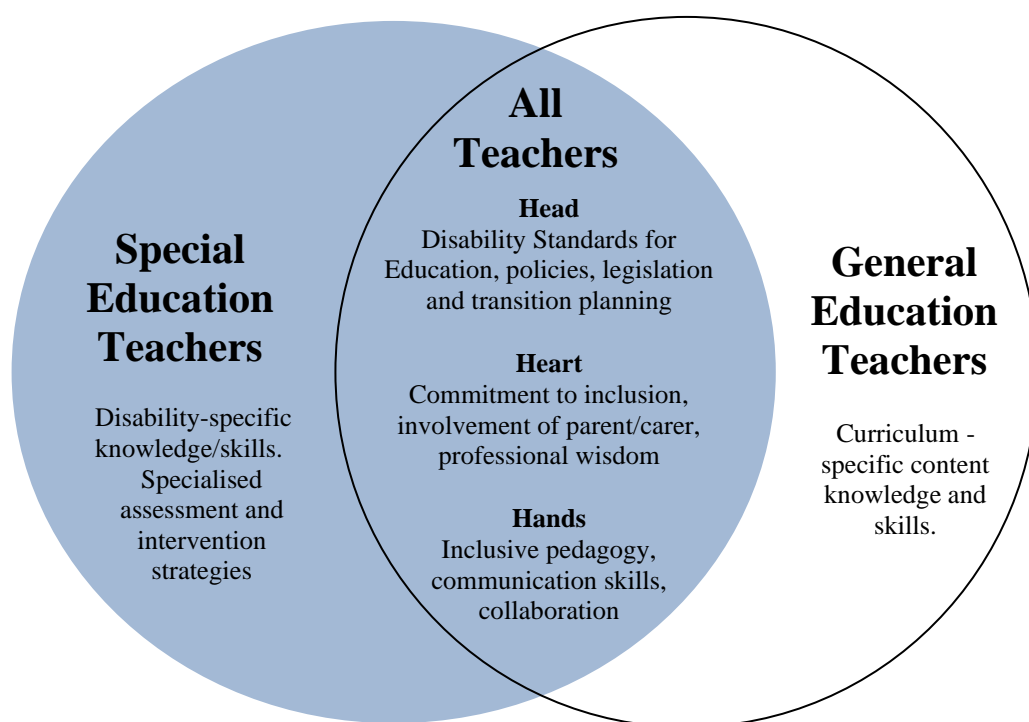 Special
Education
Teachers
Disability-specific
knowledge/skills.
Specialised
assessment and
intervention
strategies
All
Teachers
Head
Disability Standards for
Education, policies, legislation
and transition planning
Heart
Commitment to inclusion,
involvement of parent/carer,
professional wisdom
Hands
Inclusive pedagogy,
communication skills,
collaboration
General
Education
Teachers
Curriculum -
specific content
knowledge and
skills.